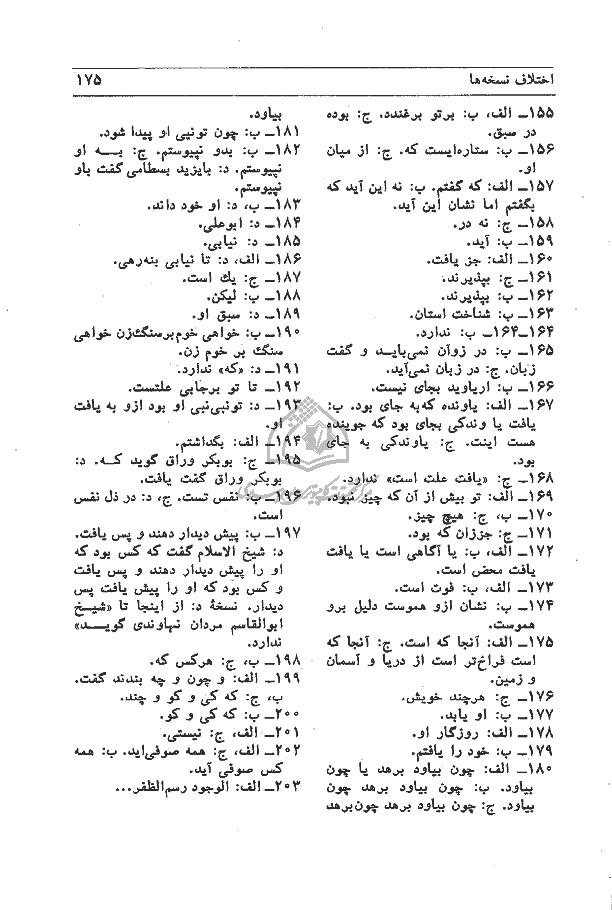 اختلاف نسخه‌ها ۱۷۵
۱۵۵ـ الف، ب: برتو برغنده. ج: بوده
در سبق.
۱۵۶ـ ب: ستاره‌ایست که. ج: از میان
او.
۱۵۷ـ الف: که گفتم. ب: نه این آید که
بگفتم اما نشان این آید.
۱۵۸ـ ج: نه در.
۱۵۹ـ ب: آید.
۱۶۰ـ الف: جز یافت.
۱۶۱ـ ج: بپذیرند.
۱۶۲ـ ب: پذیرند.
۱۶۳ـ ب: شناخت استان.
۱۶۴ـ۱۶۴ـ ب: ندارد.
۱۶۵ـ ب: در زوآن نمی‌باید و گفت
زبان. ج: در زبان نمی‌آید.
۱۶۶ـ ب: اریاوید بجای نیست.
۱۶۷ـ الف: یاونده که‌به جای بود. ب:
یافت یا وندکی بجای بود که جوینده
هست اینت. ج: یاوندکی به جای
بود.
۱۶۸ـ ج: «یافت علت است» ندارد.
۱۶۹ـ الف: تو بیش از آن که چیز نبود.
۱۷۰ـ ب، ج: هیچ چیز.
۱۷۱ـ ج: جززان که بود.
۱۷۲ـ الف، ب: یا آگاهی است یا یافت
یافت محض است.
۱۷۳ـ الف، ب: فوت است.
۱۷۴ـ ب: نشان ازو هموست دلیل برو
هموست.
۱۷۵ـ الف: آنجا که است. ج: آنجا که
است فراخ‌تر است از دریا و آسمان
و زمین.
۱۷۶ـ ج: هرچند خویش.
۱۷۷ـ ب: او یابد.
۱۷۸ـ الف: روزگار او.
۱۷۹ـ ب: خود را یافتم.
۱۸۰ـ الف: چون بیاود برهد یا چون
بیاود. ب: چون بیاود برهد چون
بیاود. ج: چون بیاود برهد چون‌برهد
بیاود.
۱۸۱ـ ب: چون تونیی او پیدا شود.
۱۸۲ـ ب: بدو نپیوستم. ج: بـه او
نپیوستم. د: بایزید بسطامی گفت باو
نپیوستم.
۱۸۳ـ ب، د: او خود داند.
۱۸۴ـ د: ابوعلی.
۱۸۵ـ د: نیابی.
۱۸۶ـ الف، د: تا نیابی بنه‌رهی.
۱۸۷ـ ج: یك است.
۱۸۸ـ ب: لیکن.
۱۸۹ـ د: سبق او.
۱۹۰ـ ب: خواهی خوم‌برسنگ‌زن خواهی
سنگ بر خوم زن.
۱۹۱ـ د: «که» ندارد.
۱۹۲ـ تا تو برجایی علتست.
۱۹۳ـ د: تونبی‌نبی او بود ازو به یافت
او.
۱۹۴ـ الف: بگداشتم.
۱۹۵ـ ج: بوبکر وراق گوید کـه. د:
بوبکر وراق گفت یافت.
۱۹۶ـ ب: نفس تست. ج، د: در ذل نفس
است.
۱۹۷ـ ب: پیش دیدار دهند و پس یافت.
د: شیخ الاسلام گفت که کس بود که
او را پیش دیدار دهند و پس یافت
و کس بود که او را پیش یافت پس
دیدار. نسخهٔ د: از اینجا تا «شیـخ
ابوالقاسم مردان نهاوندی گویـد»
ندارد.
۱۹۸ـ ب، ج: هرکس که.
۱۹۹ـ الف: و چون و چه بندند گفت.
ب، ج: که کی و کو و چند.
۲۰۰ـ ب: که کی و کو.
۲۰۱ـ الف، ج: نیستی.
۲۰۲ـ الف، ج: همه صوفی‌اید. ب: همه
کس صوفی آید.
۲۰۳ـ الف: الوجود رسم‌الظفر...